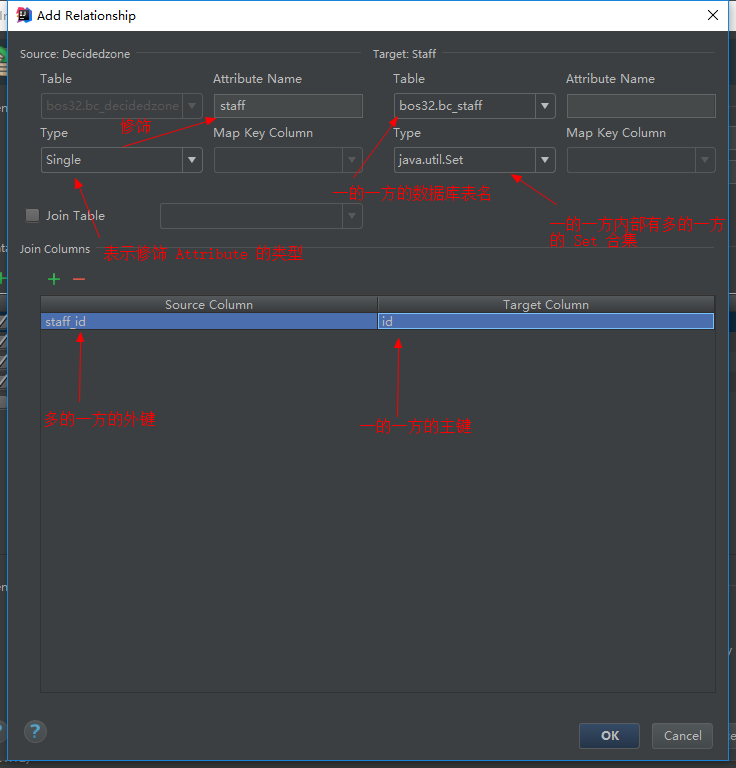 Add Relationship
Source: Decidedzone
Target: Staff
Table
Attribute Name
Table
Attribute Name
bos32.bc_decidedzone
staff
bos32.bc_staff
修饰
Type
Map Key Column
Type
Map Key Column
Single
java.util.Set
一的一方的数据库表名
Join Table
一的一方内部有多的一方
的 Set 合集
Join Columns
表示修饰 Attribute 的类型
Source Column
Target Column
staff_id
id
多的一方的外键
一的一方的主键
?
OK
Cancel